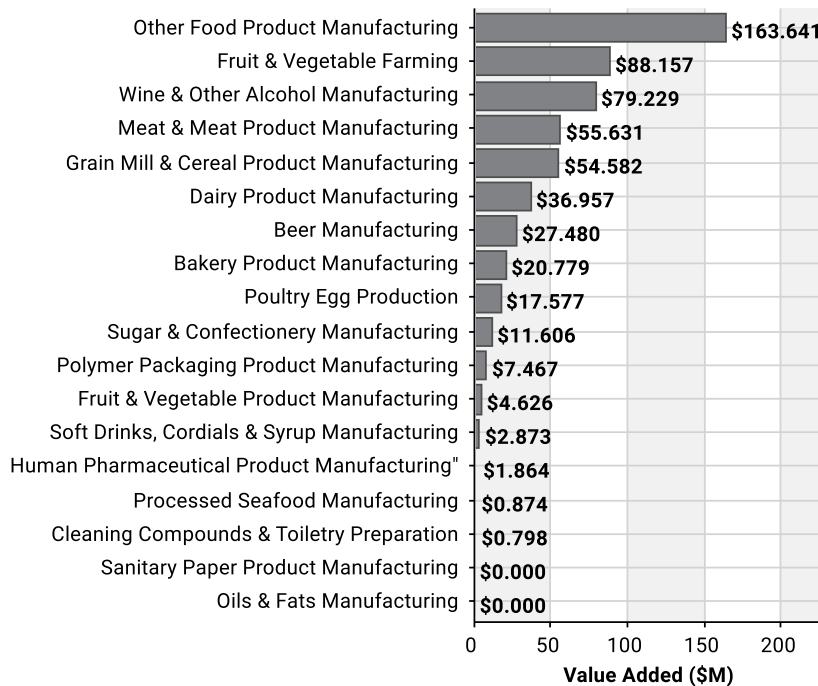 Other Food Product Manufacturing $163.641
Fruit & Vegetable Farming $88.157
Wine & Other Alcohol Manufacturing $79.229
Meat & Meat Product Manufacturing $55.631
Grain Mill & Cereal Product Manufacturing $54.582
Dairy Product Manufacturing $36.957
Beer Manufacturing $27.480
Bakery Product Manufacturing $20.779
Poultry Egg Production $17.577
Sugar & Confectionery Manufacturing $11.606
Polymer Packaging Product Manufacturing $7.467
Fruit & Vegetable Product Manufacturing $4.626
Soft Drinks, Cordials & Syrup Manufacturing $2.873
Human Pharmaceutical Product Manufacturing" $1.864
Processed Seafood Manufacturing $0.874
Cleaning Compounds & Toiletry Preparation $0.798
Sanitary Paper Product Manufacturing $0.000
Oils & Fats Manufacturing $0.000
0 50 100 150 200
Value Added ($M)